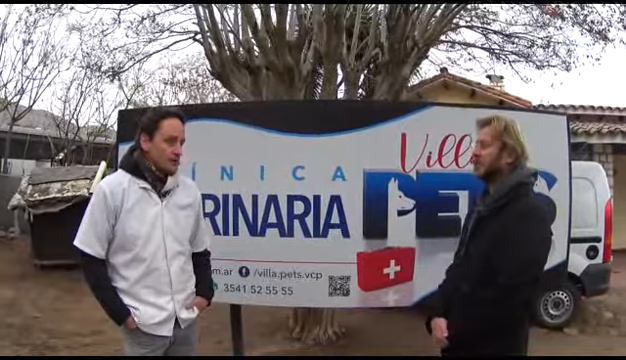 ÍNICA
Villa
RINARIA PETS
.ar /villa.pets.vcp
3541 52 55 55